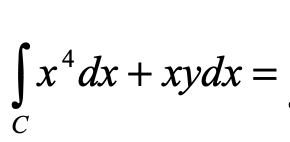 ∫_C x⁴dx + xydx =